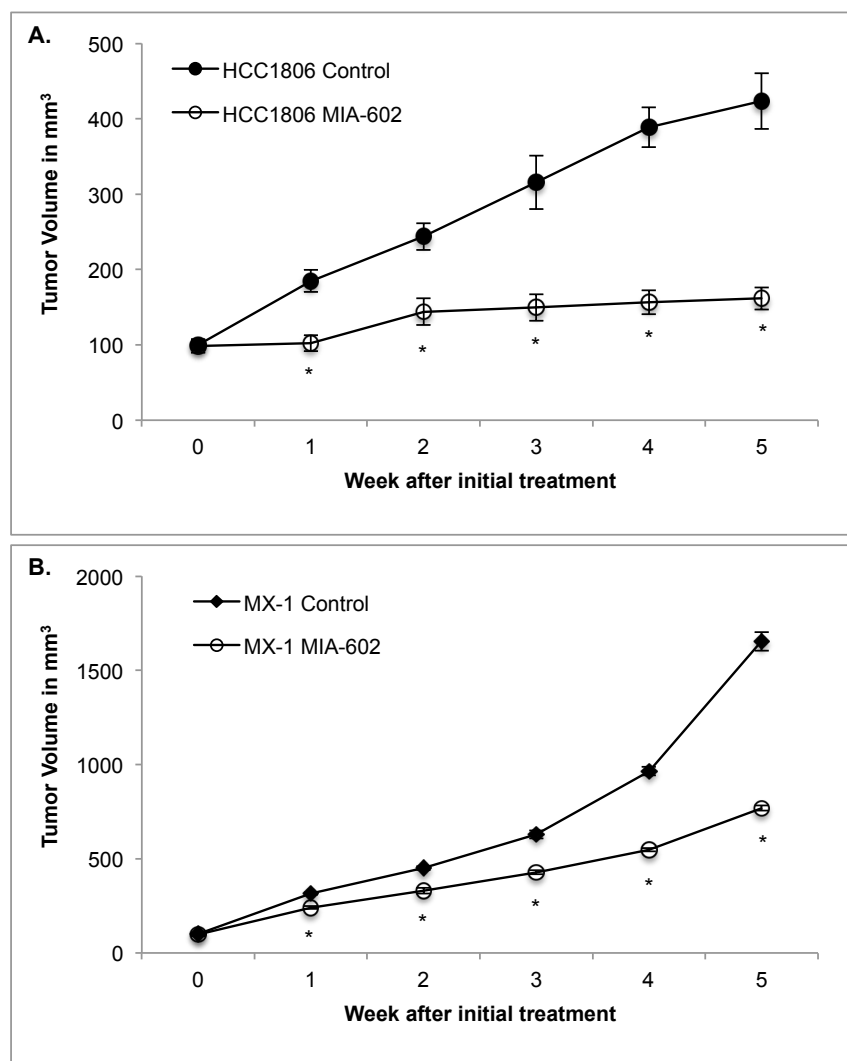 A.
500
400
300
200
100
0
Tumor Volume in mm³
HCC1806 Control
HCC1806 MIA-602
*
*
*
*
*
0 1 2 3 4 5
Week after initial treatment
B.
2000
1500
1000
500
0
Tumor Volume in mm³
MX-1 Control
MX-1 MIA-602
*
*
*
*
*
0 1 2 3 4 5
Week after initial treatment